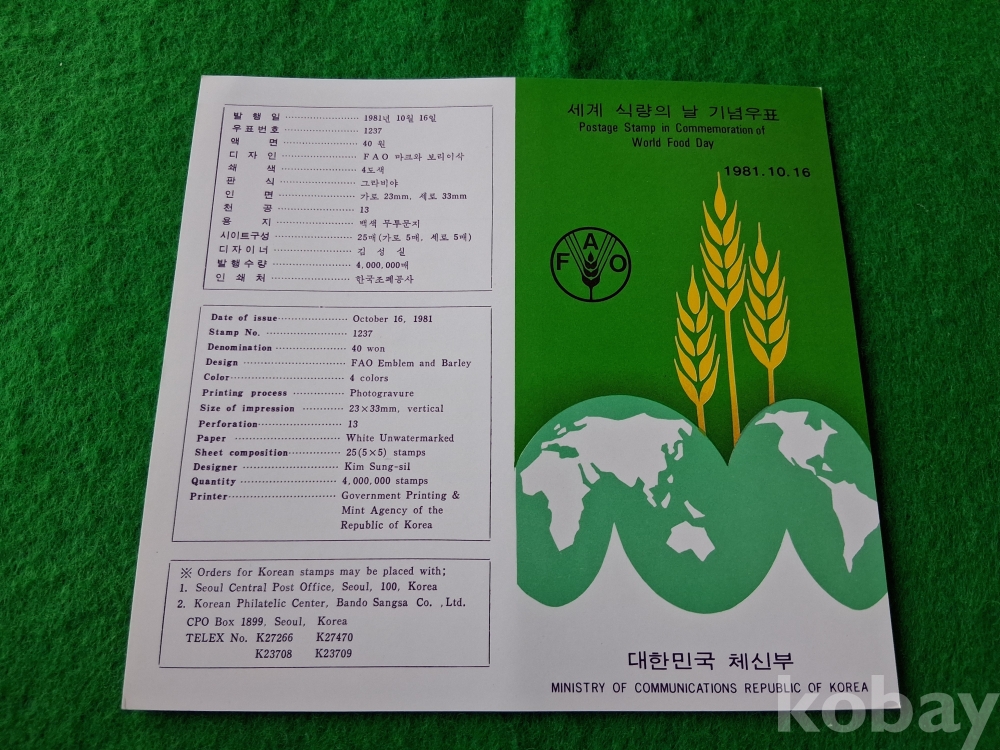 발 행 일 ········ 1981년 10월 16일
우표번호 ········ 1237
액 면 ········ 40 원
디 자 인 ········ FAO 마크와 보리이삭
쇄 색 ········ 4도색
판 식 ········ 그라비야
인 면 ········ 가로 23mm, 세로 33mm
천 공 ········ 13
용 지 ········ 백색 무투문지
시이트구성 ········ 25매(가로 5매, 세로 5매)
디자이너 ········ 김 성 실
발행수량 ········ 4,000,000매
인 쇄 처 ········ 한국조폐공사
Date of issue ········ October 16, 1981
Stamp No. ········ 1237
Denomination ········ 40 won
Design ········ FAO Emblem and Barley
Color ········ 4 colors
Printing process ········ Photogravure
Size of impression ········ 23×33mm, vertical
Perforation ········ 13
Paper ········ White Unwatermarked
Sheet composition ········ 25(5×5) stamps
Designer ········ Kim Sung-sil
Quantity ········ 4,000,000 stamps
Printer ········ Government Printing &
Mint Agency of the
Republic of Korea
※ Orders for Korean stamps may be placed with;
1. Seoul Central Post Office, Seoul, 100, Korea
2. Korean Philatelic Center, Bando Sangsa Co. ,Ltd.
CPO Box 1899, Seoul, Korea
TELEX No. K27266 K27470
K23708 K23709
세계 식량의 날 기념우표
Postage Stamp in Commemoration of
World Food Day
1981.10.16
FAO
대한민국 체신부
MINISTRY OF COMMUNICATIONS REPUBLIC OF KOREA
kobay